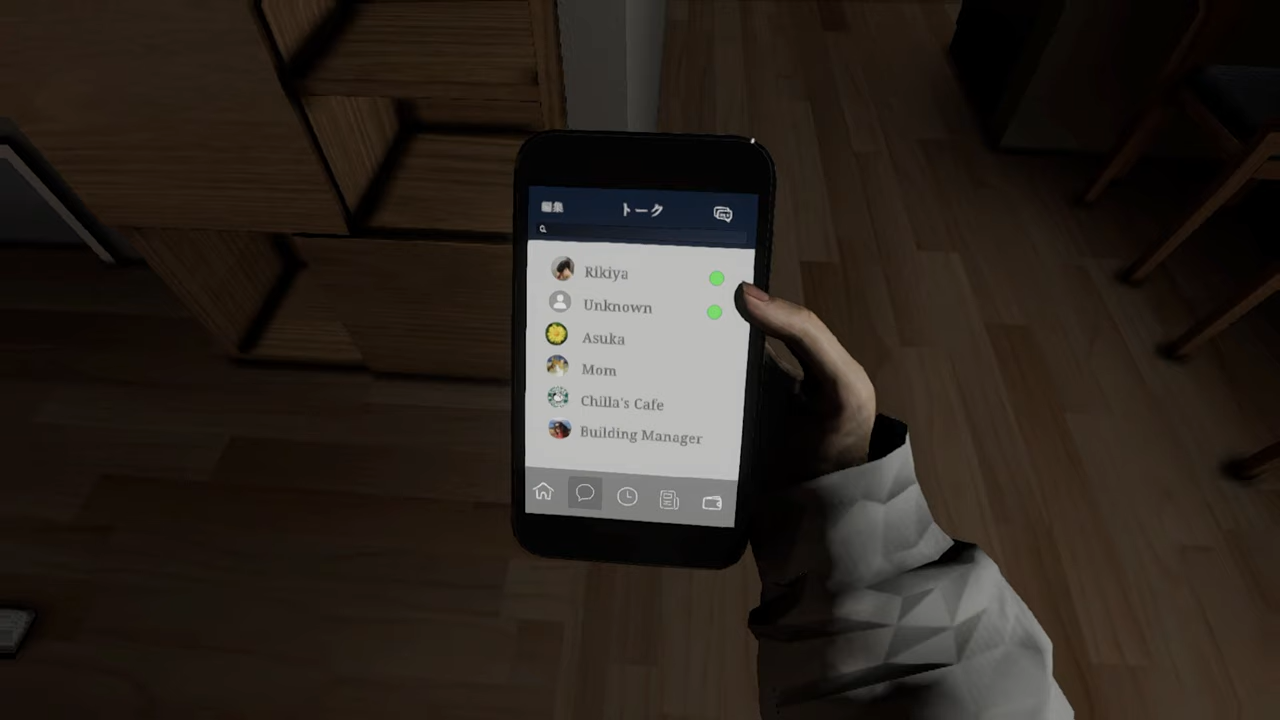 編集 トーク
Rikiya
Unknown
Asuka
Mom
Chilla's Cafe
Building Manager